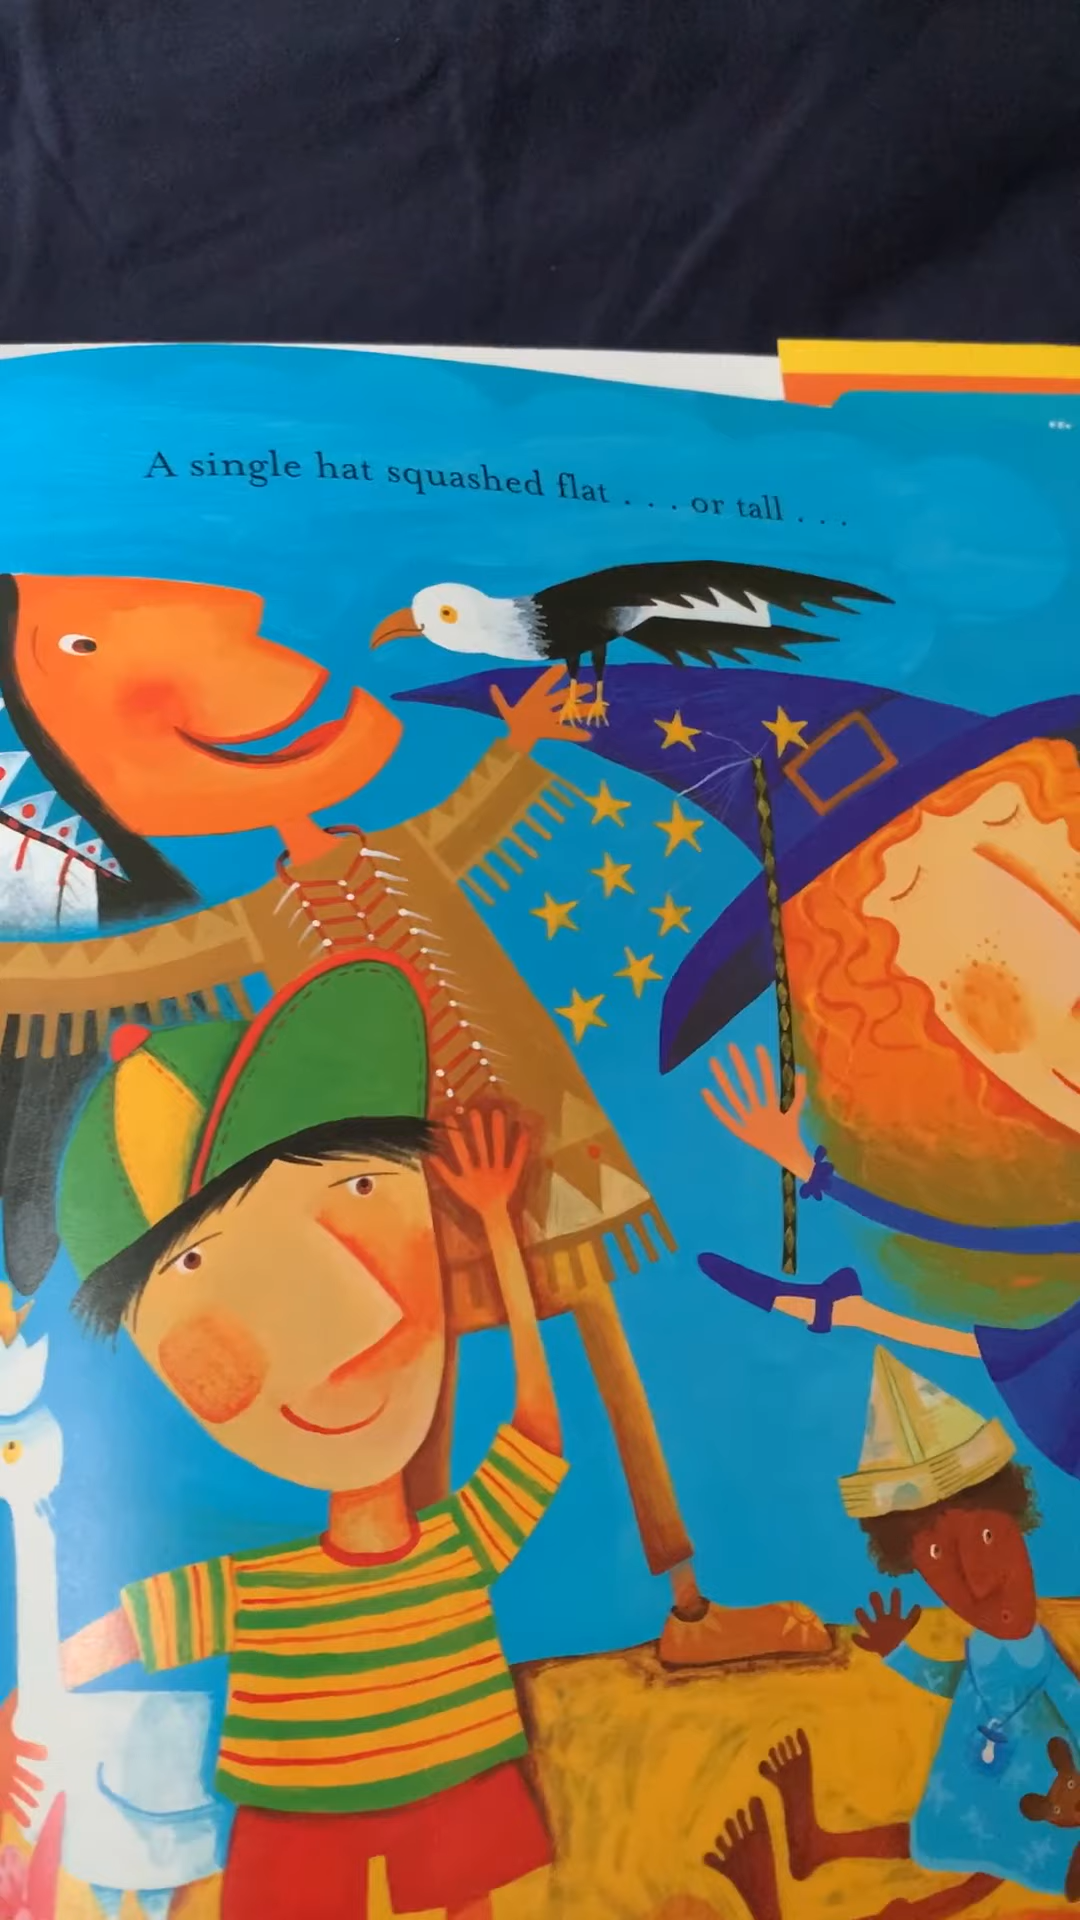 A single hat squashed flat . . . or tall . . .